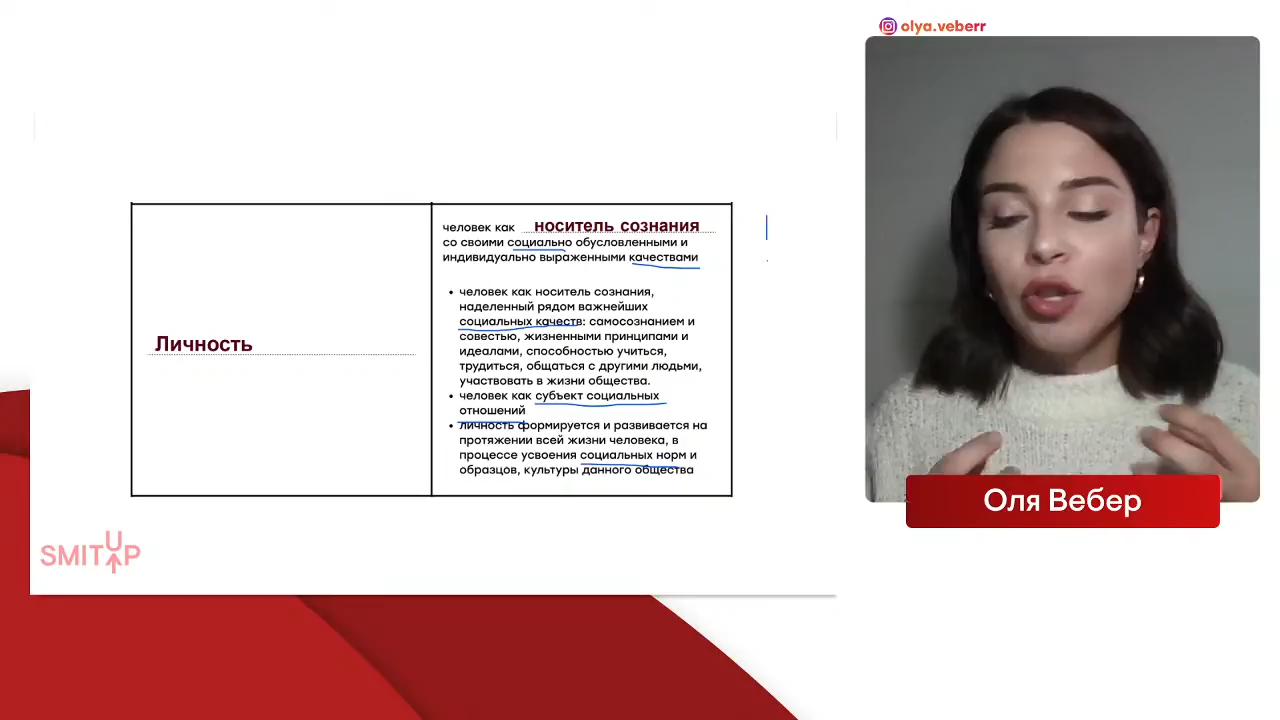 olya.veberr
человек как носитель сознания
со своими социально обусловленными и
индивидуально выраженными качествами
• человек как носитель сознания,
наделенный рядом важнейших
социальных качеств: самосознанием и
совестью, жизненными принципами и
идеалами, способностью учиться,
трудиться, общаться с другими людьми,
участвовать в жизни общества.
• человек как субъект социальных
отношений
• личность формируется и развивается на
протяжении всей жизни человека, в
процессе усвоения социальных норм и
образцов, культуры данного общества
Личность
Оля Вебер
SMITUP